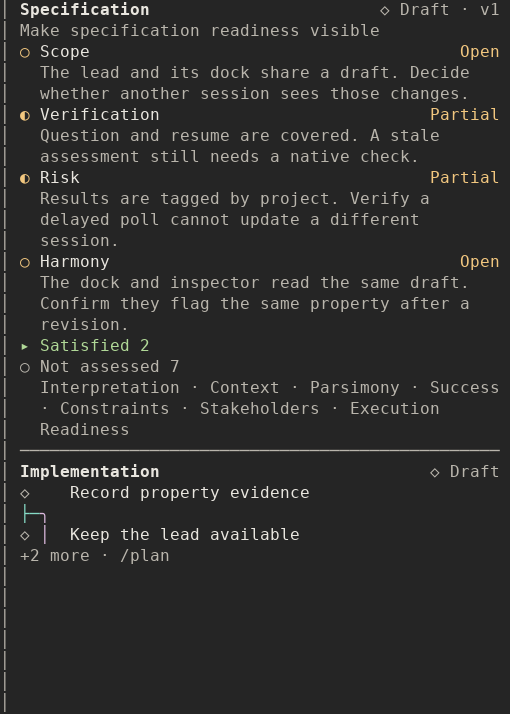 Specification ◇ Draft · v1
Make specification readiness visible
○ Scope Open
The lead and its dock share a draft. Decide
whether another session sees those changes.
◐ Verification Partial
Question and resume are covered. A stale
assessment still needs a native check.
◐ Risk Partial
Results are tagged by project. Verify a
delayed poll cannot update a different
session.
○ Harmony Open
The dock and inspector read the same draft.
Confirm they flag the same property after a
revision.
▸ Satisfied 2
○ Not assessed 7
Interpretation · Context · Parsimony · Success
· Constraints · Stakeholders · Execution
Readiness
Implementation ◇ Draft
◇ Record property evidence
◇ Keep the lead available
+2 more · /plan